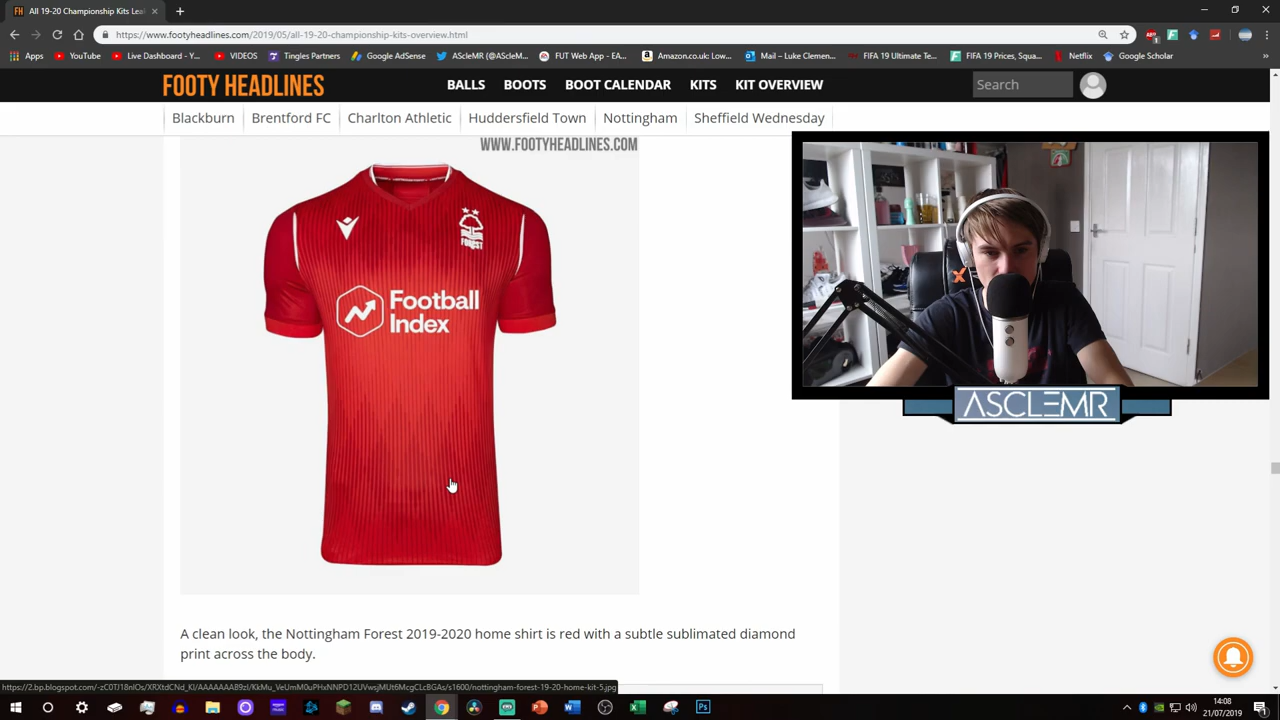 All 19-20 Championship Kits Lea
https://www.footyheadlines.com/2019/05/all-19-20-championship-kits-overview.html
Apps YouTube Live Dashboard - Y... VIDEOS Tingles Partners Google AdSense AScleMR (@AScleM... FUT Web App - EA... Amazon.co.uk: Low... Mail – Luke Clemen... FIFA 19 Ultimate Te... FIFA 19 Prices, Squa... Netflix Google Scholar »
FOOTY HEADLINES BALLS BOOTS BOOT CALENDAR KITS KIT OVERVIEW Search
Blackburn Brentford FC Charlton Athletic Huddersfield Town Nottingham Sheffield Wednesday
WWW.FOOTYHEADLINES.COM
FOREST
Football
Index
ASCLEMR
A clean look, the Nottingham Forest 2019-2020 home shirt is red with a subtle sublimated diamond
print across the body.
14:08
21/07/2019